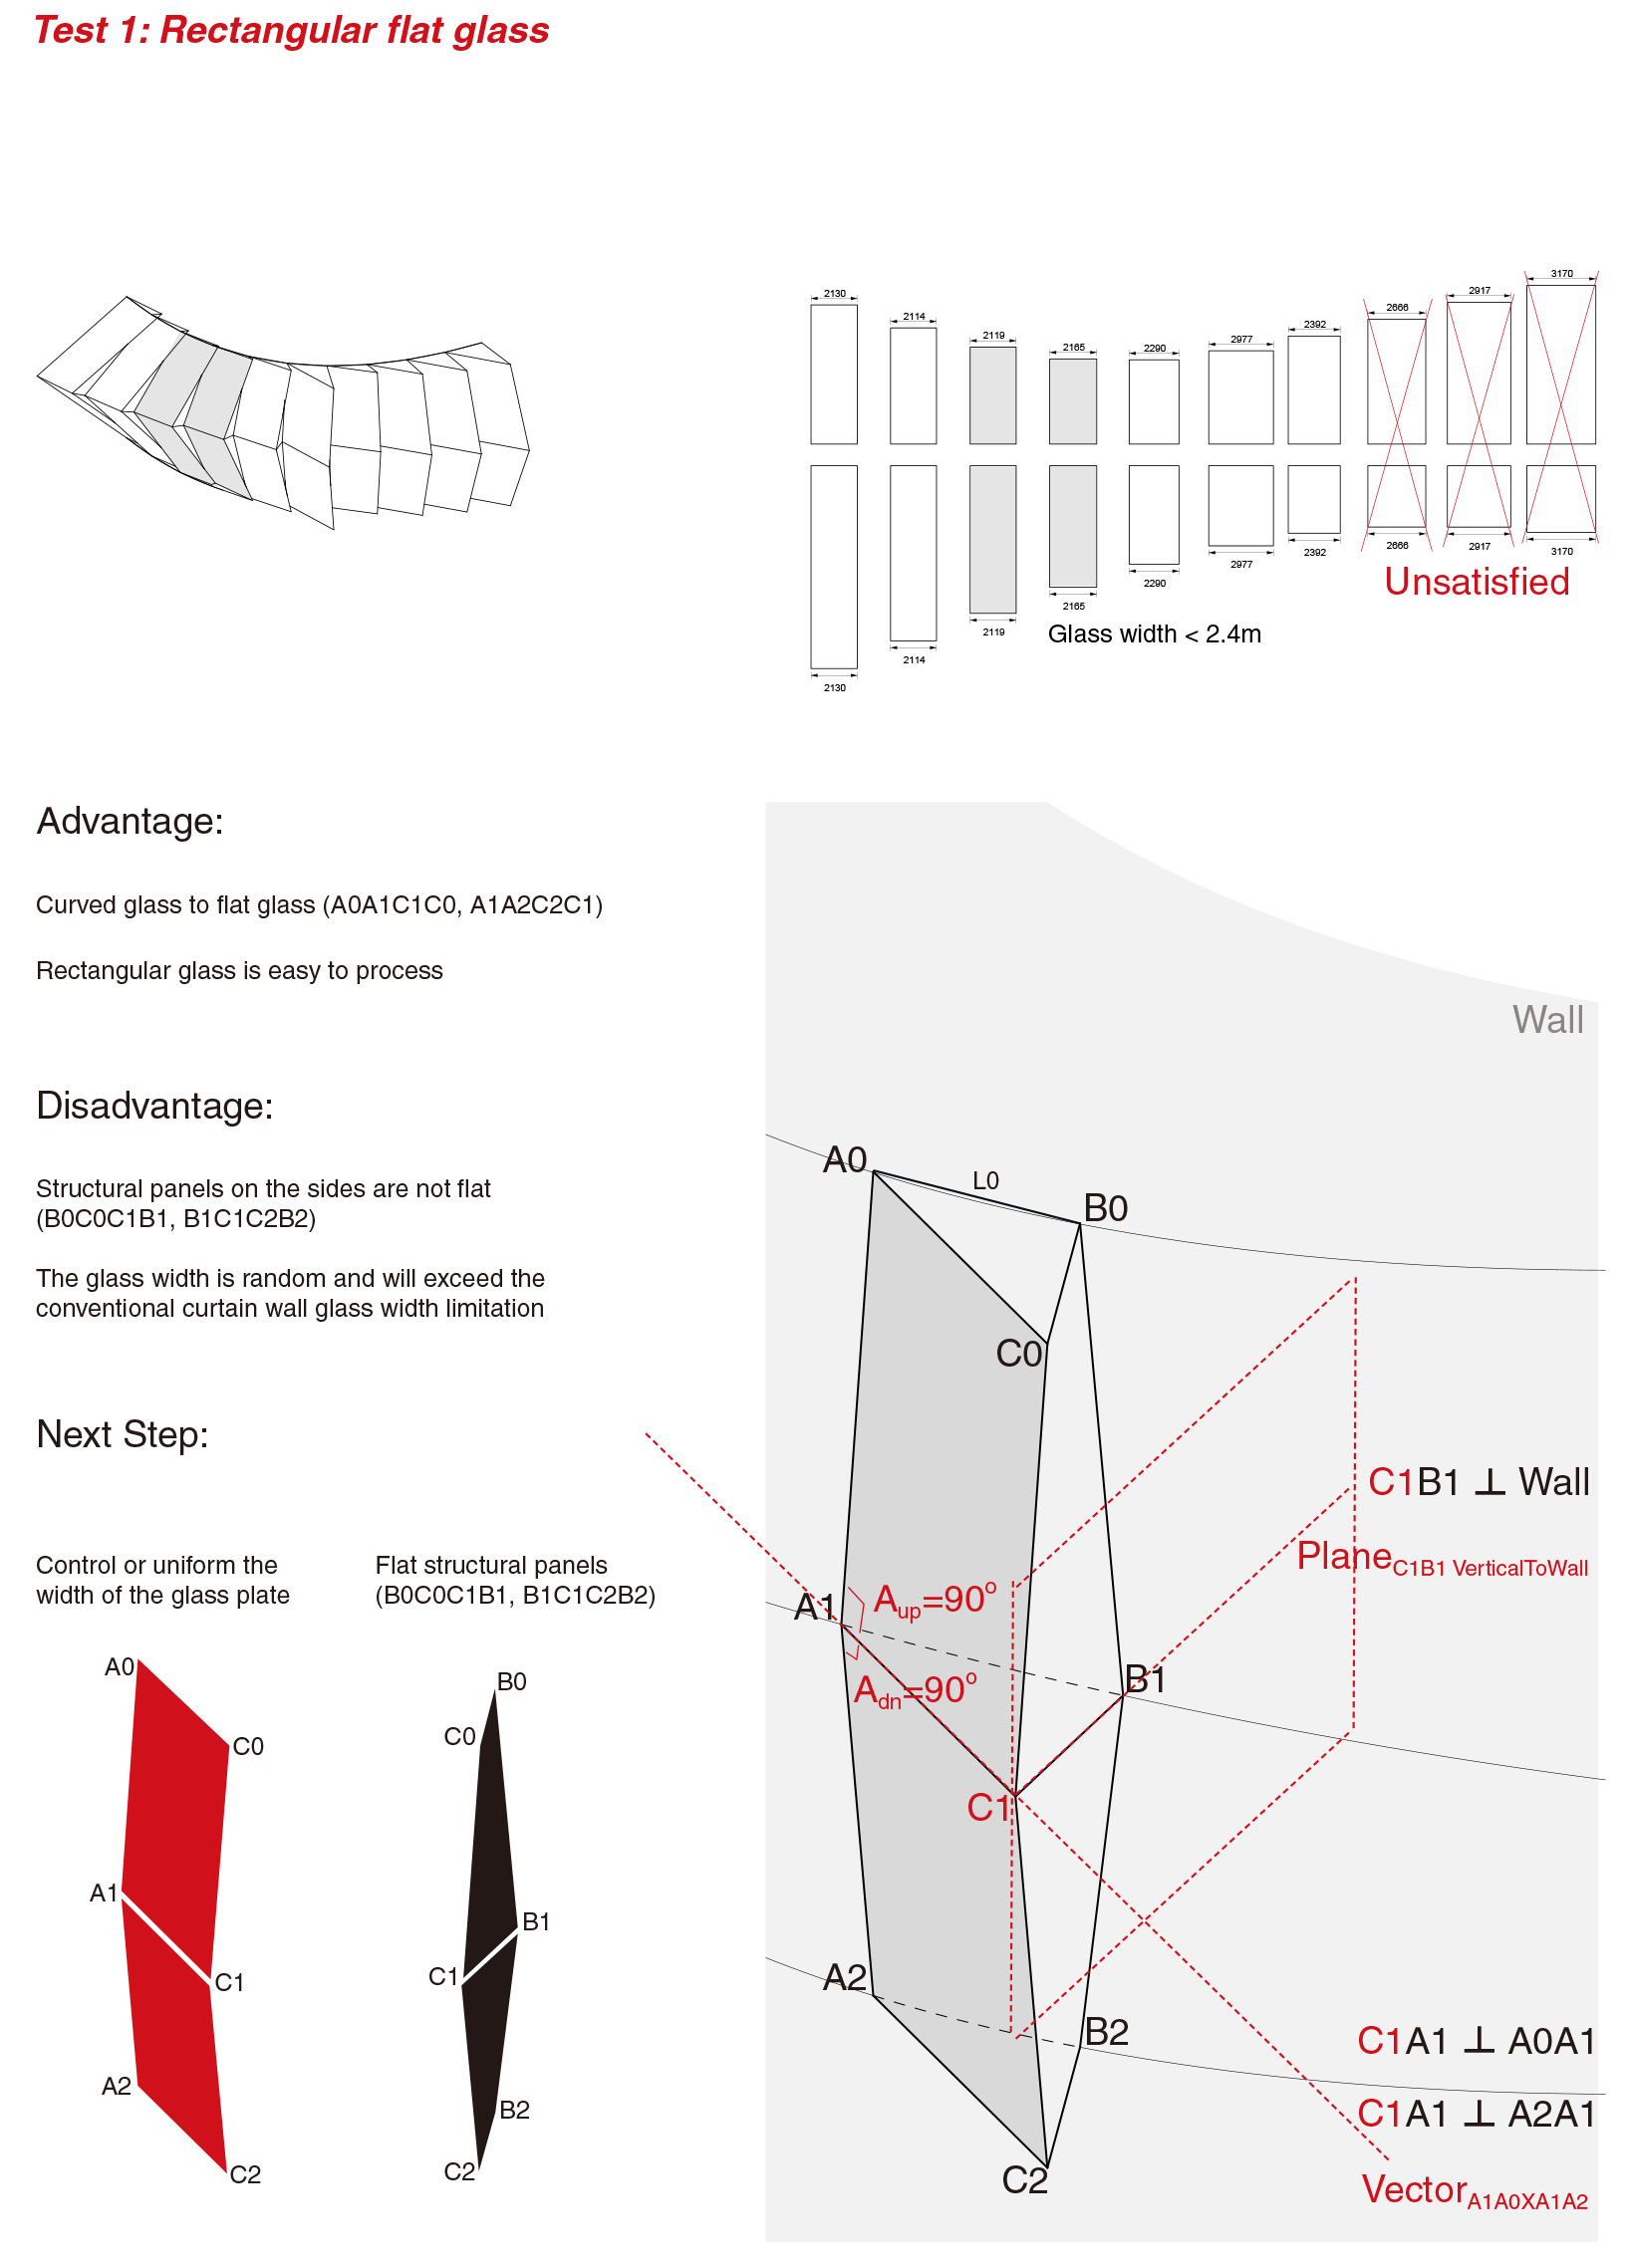 Test 1: Rectangular flat glass
3170
2917
2666
2130
2114
2119
2165
2290
2977
2392
2666
2917
3170
2392
2977
2290
2165
2119
2114
2130
Unsatisfied
Glass width < 2.4m
Advantage:
Curved glass to flat glass (A0A1C1C0, A1A2C2C1)
Rectangular glass is easy to process
Disadvantage:
Structural panels on the sides are not flat
(B0C0C1B1, B1C1C2B2)
The glass width is random and will exceed the
conventional curtain wall glass width limitation
Next Step:
Control or uniform the
width of the glass plate
Flat structural panels
(B0C0C1B1, B1C1C2B2)
A0
C0
A1
C1
A2
C2
B0
C0
B1
C1
B2
C2
Wall
A0
L0
B0
C0
C1B1 ⊥ Wall
PlaneC1B1 VerticalToWall
A1
Aup=90°
Adn=90°
B1
C1
A2
B2
C2
C1A1 ⊥ A0A1
C1A1 ⊥ A2A1
VectorA1A0XA1A2